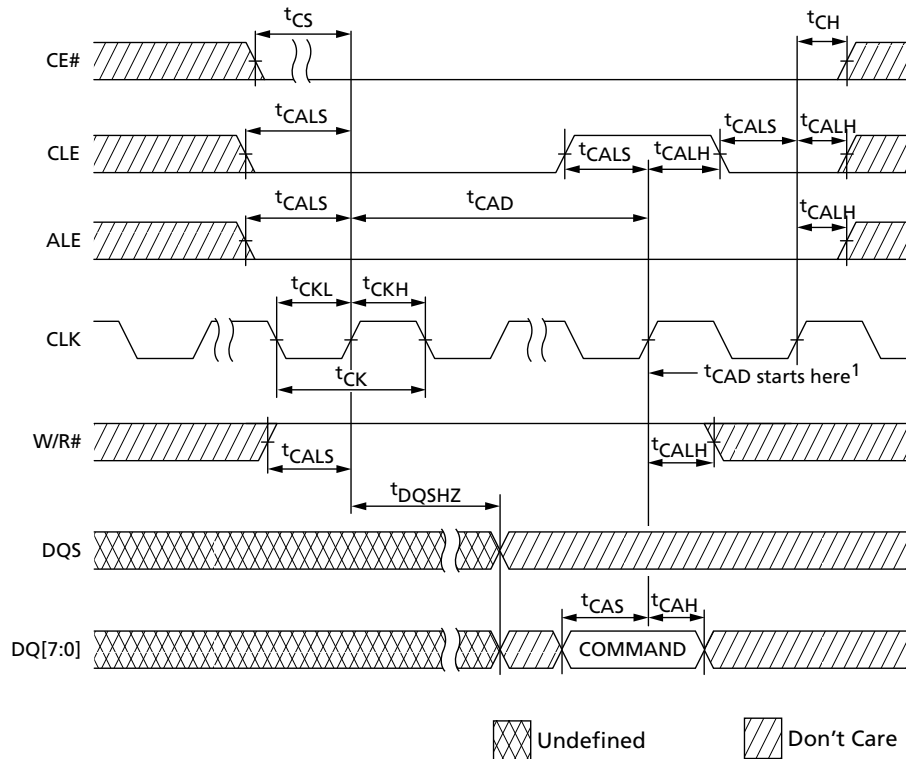 tCS
tCH
CE#
tCALS
tCALS
tCALH
CLE
tCALS
tCALH
tCALS
tCAD
tCALH
ALE
tCKL
tCKH
CLK
tCK
tCAD starts here1
W/R#
tCALS
tCALH
tDQSHZ
DQS
tCAS
tCAH
DQ[7:0]
COMMAND
Undefined
Don't Care